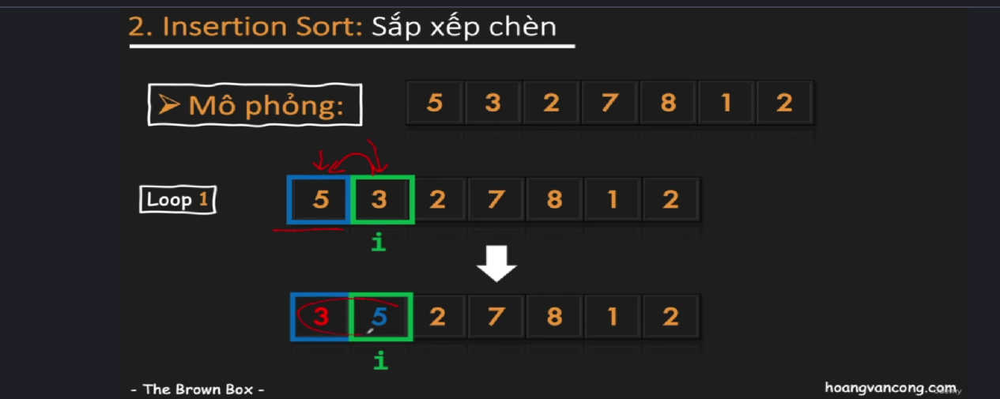 2. Insertion Sort: Sắp xếp chèn
➢ Mô phỏng:
5 3 2 7 8 1 2
Loop 1
5 3 2 7 8 1 2
i
3 5 2 7 8 1 2
i
- The Brown Box -
hoangvancong.com